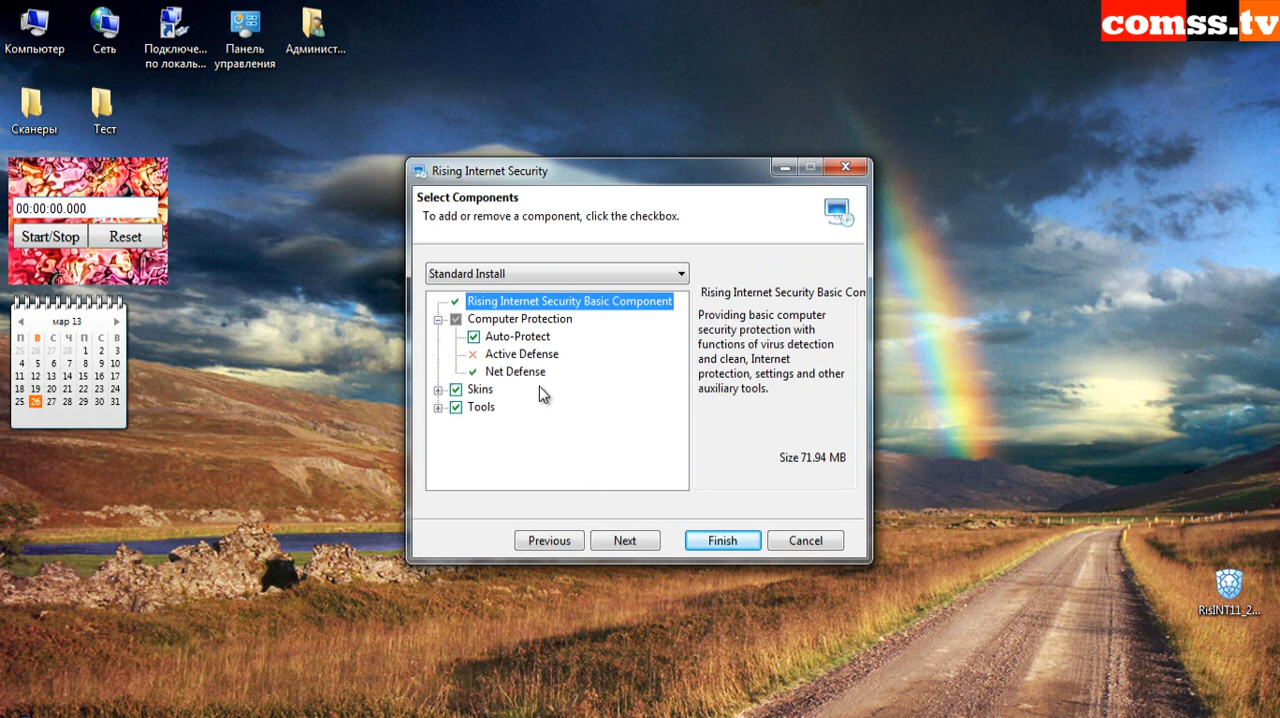 comss.tv
Компьютер
Сеть
Подключе...
по локаль...
Панель
управления
Админист...
Сканеры
Тест
00:00:00.000
Start/Stop
Reset
мар 13
П В С Ч П С В
25 26 27 28 1 2 3
4 5 6 7 8 9 10
11 12 13 14 15 16 17
18 19 20 21 22 23 24
25 26 27 28 29 30 31
Rising Internet Security
Select Components
To add or remove a component, click the checkbox.
Standard Install
Rising Internet Security Basic Component
Computer Protection
Auto-Protect
Active Defense
Net Defense
Skins
Tools
Rising Internet Security Basic Con
Providing basic computer
security protection with
functions of virus detection
and clean, Internet
protection, settings and other
auxiliary tools.
Size 71.94 MB
Previous
Next
Finish
Cancel
RisINT11_2...